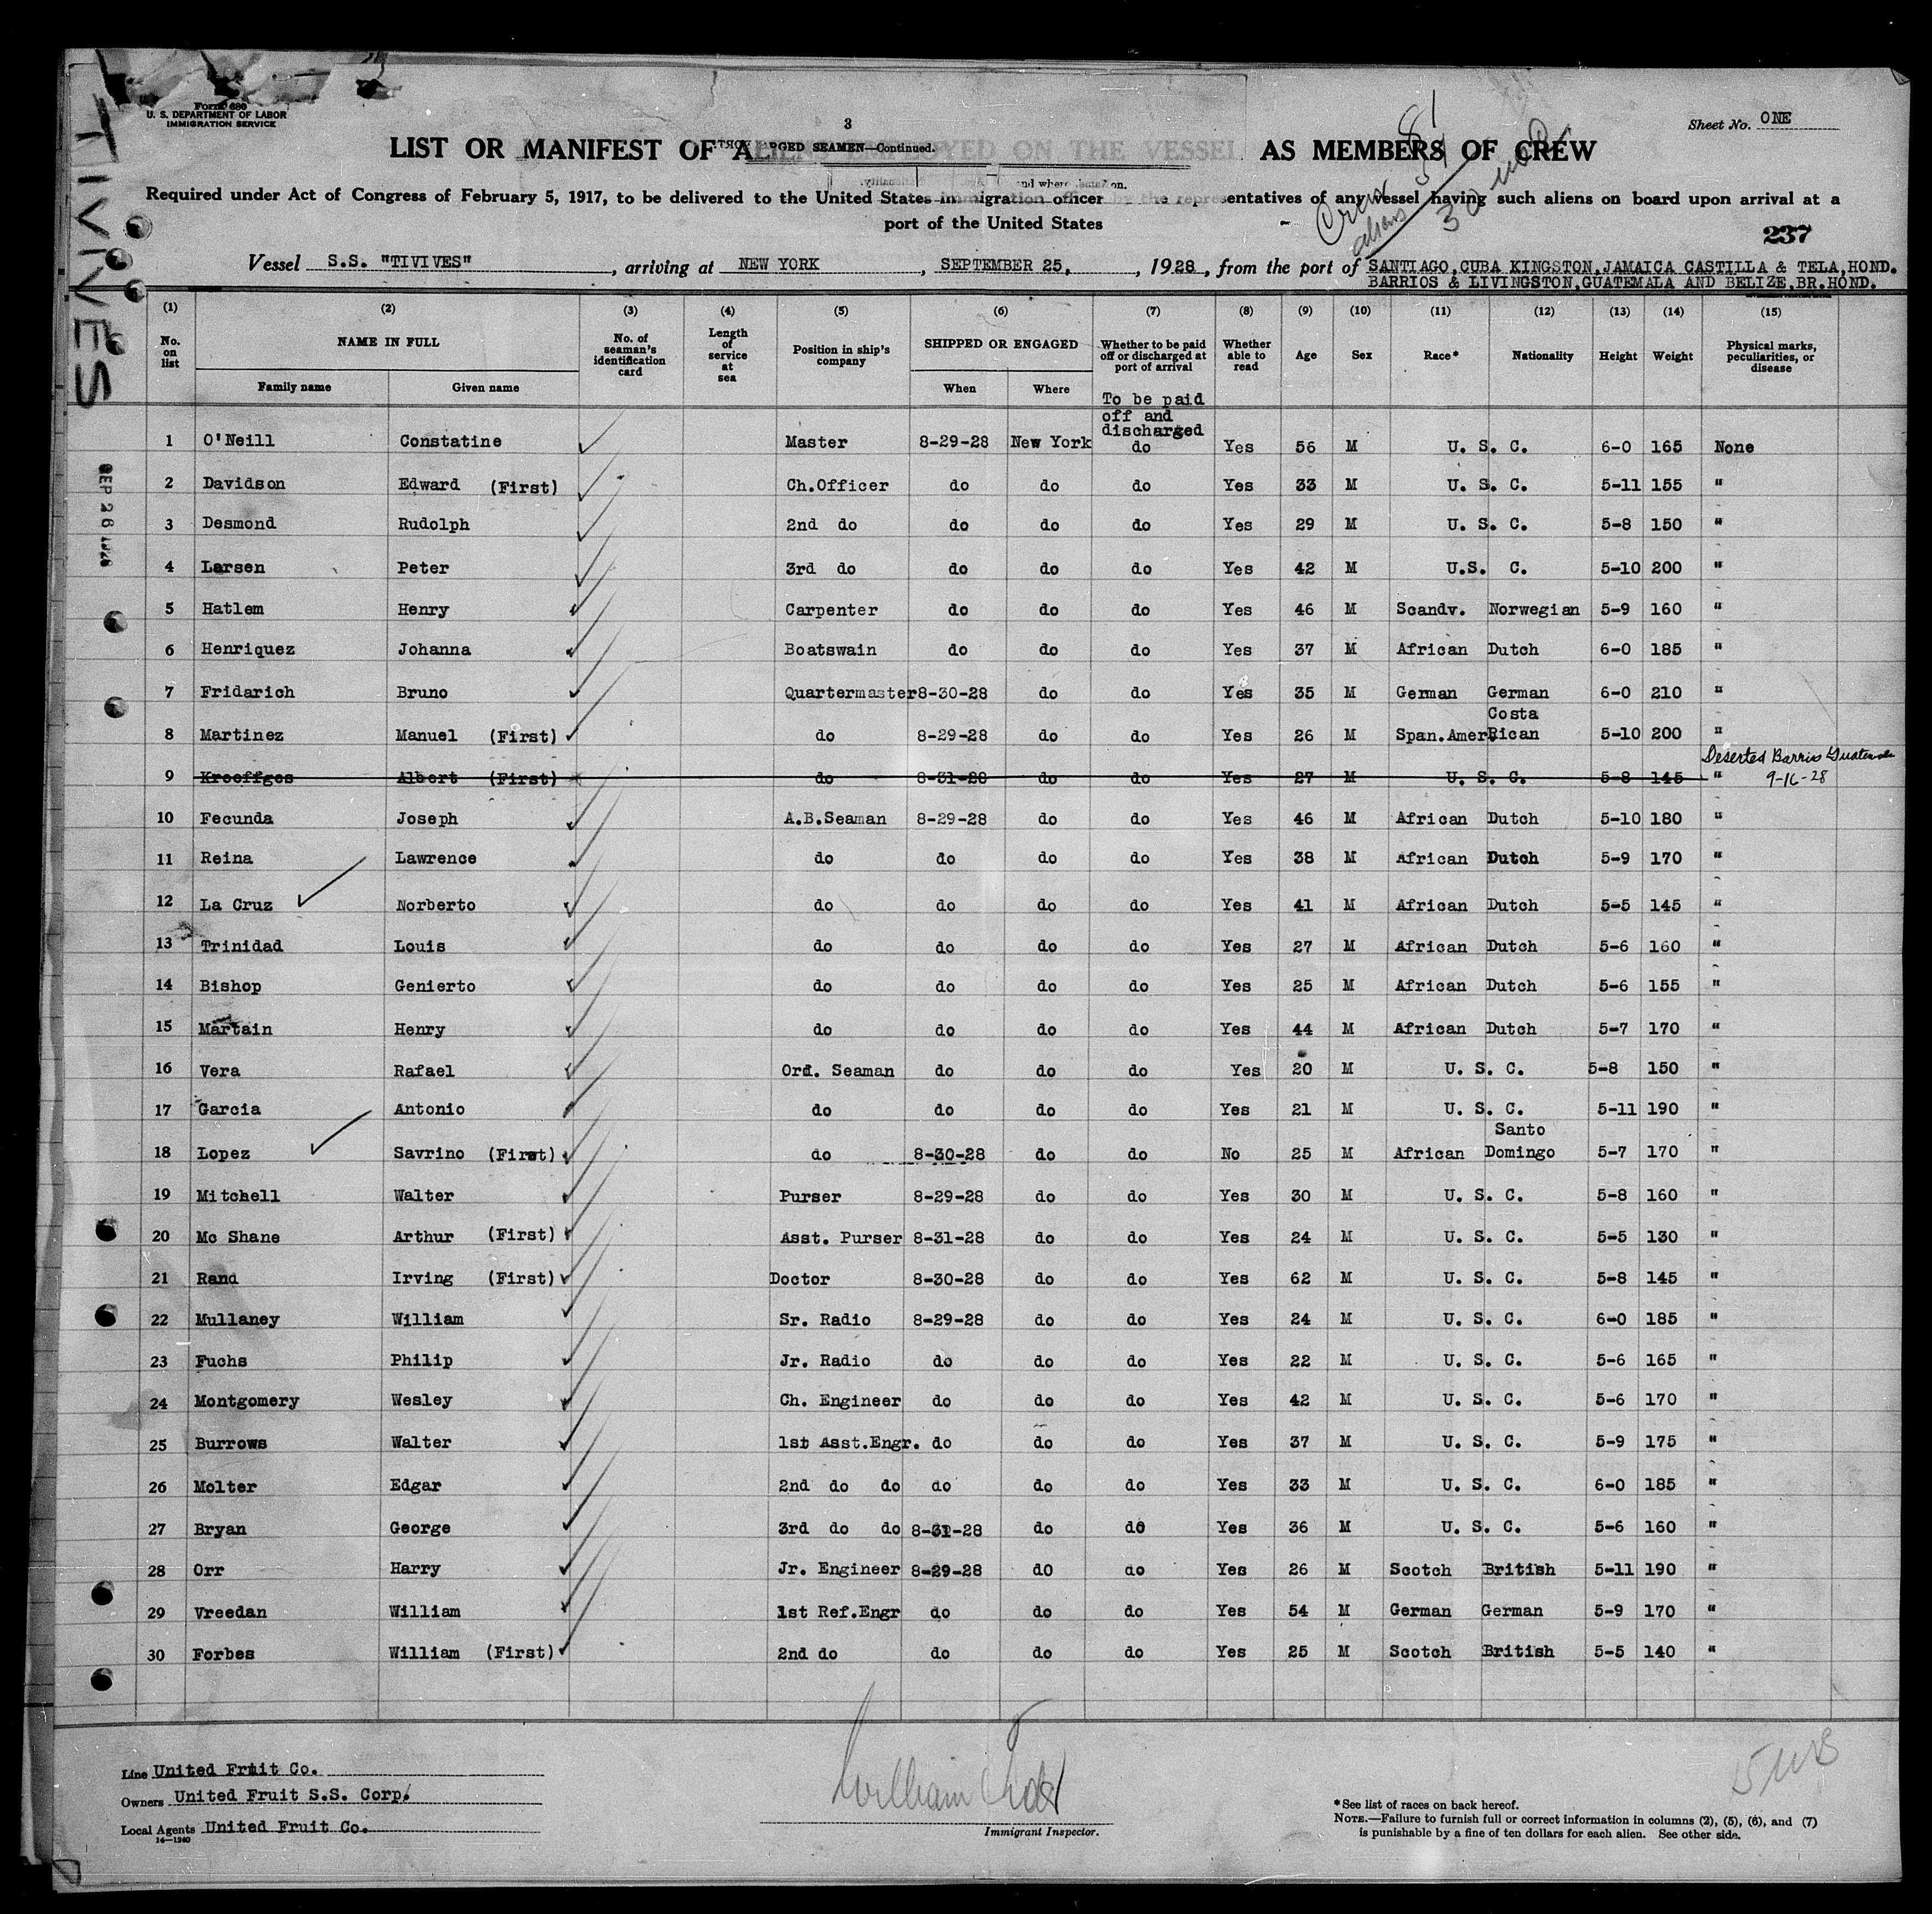 TIVIVES
Form 680
U. S. DEPARTMENT OF LABOR
IMMIGRATION SERVICE
3
Sheet No. ONE
LIST OR MANIFEST OF ALIENS EMPLOYED ON THE VESSEL AS MEMBERS OF CREW
RGED SEAMEN—Continued.
and where on.
Required under Act of Congress of February 5, 1917, to be delivered to the United States immigration officer by the representatives of any vessel having such aliens on board upon arrival at a
port of the United States
Crew 81
aliens 51
30
237
Vessel S.S. "TIVIVES", arriving at NEW YORK, SEPTEMBER 25, , 1928, from the port of SANTIAGO,CUBA KINGSTON,JAMAICA CASTILLA & TELA,HOND.
BARRIOS & LIVINGSTON,GUATEMALA AND BELIZE,BR.HOND.
(1) (2) (3) (4) (5) (6) (7) (8) (9) (10) (11) (12) (13) (14) (15)
No. on list NAME IN FULL No. of seaman's identification card Length of service at sea Position in ship's company SHIPPED OR ENGAGED Whether to be paid off or discharged at port of arrival Whether able to read Age Sex Race* Nationality Height Weight Physical marks, peculiarities, or disease
Family name Given name When Where
To be paid
off and
discharged
1 O'Neill Constatine Master 8-29-28 New York do Yes 56 M U. S. C. 6-0 165 None
2 Davidson Edward (First) Ch.Officer do do do Yes 33 M U. S. C. 5-11 155 "
3 Desmond Rudolph 2nd do do do do Yes 29 M U. S. C. 5-8 150 "
4 Larsen Peter 3rd do do do do Yes 42 M U.S. C. 5-10 200 "
5 Hatlem Henry Carpenter do do do Yes 46 M Scandv. Norwegian 5-9 160 "
6 Henriquez Johanna Boatswain do do do Yes 37 M African Dutch 6-0 185 "
7 Fridarich Bruno Quartermaster 8-30-28 do do Yes 35 M German German 6-0 210 "
Costa
8 Martinez Manuel (First) do 8-29-28 do do Yes 26 M Span.Amer. Rican 5-10 200 "
Deserted Barrios Guatemala
9 Kroeffges Albert (First) do 8-31-28 do do Yes 27 M U. S. C. 5-8 145 " 9-16-28
10 Fecunda Joseph A.B.Seaman 8-29-28 do do Yes 46 M African Dutch 5-10 180 "
11 Reina Lawrence do do do do Yes 38 M African Dutch 5-9 170 "
12 La Cruz Norberto do do do do Yes 41 M African Dutch 5-5 145 "
13 Trinidad Louis do do do do Yes 27 M African Dutch 5-6 160 "
14 Bishop Genierto do do do do Yes 25 M African Dutch 5-6 155 "
15 Martain Henry do do do do Yes 44 M African Dutch 5-7 170 "
16 Vera Rafael Ord. Seaman do do do Yes 20 M U. S. C. 5-8 150 "
17 Garcia Antonio do do do do Yes 21 M U. S. C. 5-11 190 "
Santo
18 Lopez Savrino (First) do 8-30-28 do do No 25 M African Domingo 5-7 170 "
19 Mitchell Walter Purser 8-29-28 do do Yes 30 M U. S. C. 5-8 160 "
20 Mc Shane Arthur (First) Asst. Purser 8-31-28 do do Yes 24 M U. S. C. 5-5 130 "
21 Rand Irving (First) Doctor 8-30-28 do do Yes 62 M U. S. C. 5-8 145 "
22 Mullaney William Sr. Radio 8-29-28 do do Yes 24 M U. S. C. 6-0 185 "
23 Fuchs Philip Jr. Radio do do do Yes 22 M U. S. C. 5-6 165 "
24 Montgomery Wesley Ch. Engineer do do do Yes 42 M U. S. C. 5-6 170 "
25 Burrows Walter 1st Asst.Engr. do do do Yes 37 M U. S. C. 5-9 175 "
26 Molter Edgar 2nd do do do do do Yes 33 M U. S. C. 6-0 185 "
27 Bryan George 3rd do do 8-31-28 do do Yes 36 M U. S. C. 5-6 160 "
28 Orr Harry Jr. Engineer 8-29-28 dO do Yes 26 M Scotch British 5-11 190 "
29 Vreedan William 1st Ref.Engr do do do Yes 54 M German German 5-9 170 "
30 Forbes William (First) 2nd do do do do Yes 25 M Scotch British 5-5 140 "
SEP 26 1928
Line United Fruit Co.
Owners United Fruit S.S. Corp.
Local Agents United Fruit Co.
14—1240
William
Immigrant Inspector.
*See list of races on back hereof.
NOTE.—Failure to furnish full or correct information in columns (2), (5), (6), and (7)
is punishable by a fine of ten dollars for each alien. See other side.